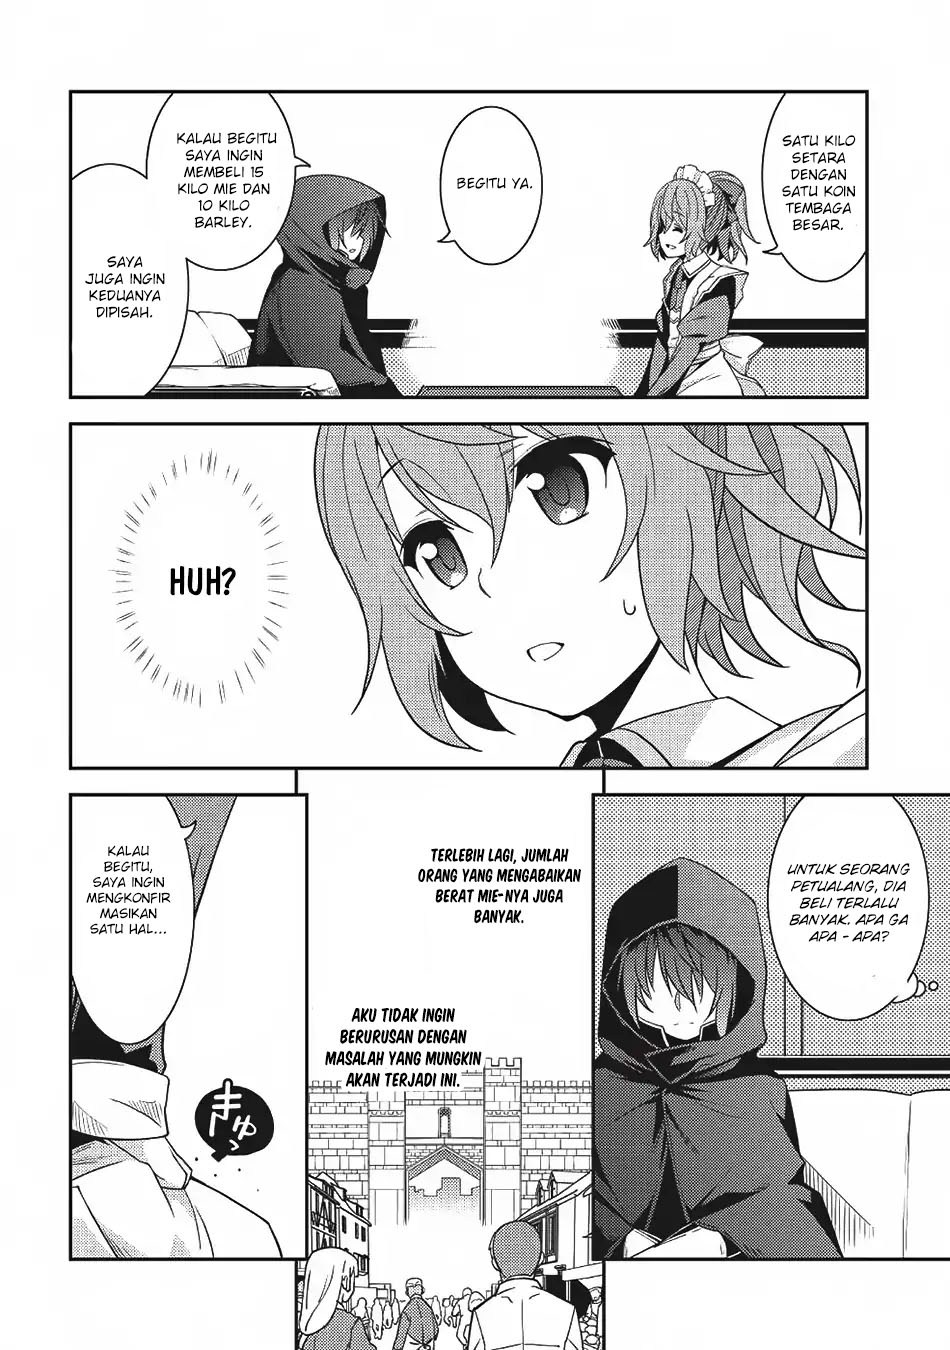 SATU KILO
SETARA
DENGAN
SATU KOIN
TEMBAGA
BESAR.
BEGITU YA.
KALAU BEGITU
SAYA INGIN
MEMBELI 15
KILO MIE DAN
10 KILO
BARLEY.
SAYA
JUGA INGIN
KEDUANYA
DIPISAH.
HUH?
UNTUK SEORANG
PETUALANG, DIA
BELI TERLALU
BANYAK. APA GA
APA - APA?
TERLEBIH LAGI, JUMLAH
ORANG YANG MENGABAIKAN
BERAT MIE-NYA JUGA
BANYAK.
AKU TIDAK INGIN
BERURUSAN DENGAN
MASALAH YANG MUNGKIN
AKAN TERJADI INI.
KALAU
BEGITU,
SAYA INGIN
MENGKONFIR
MASIKAN
SATU HAL...
きゅっ